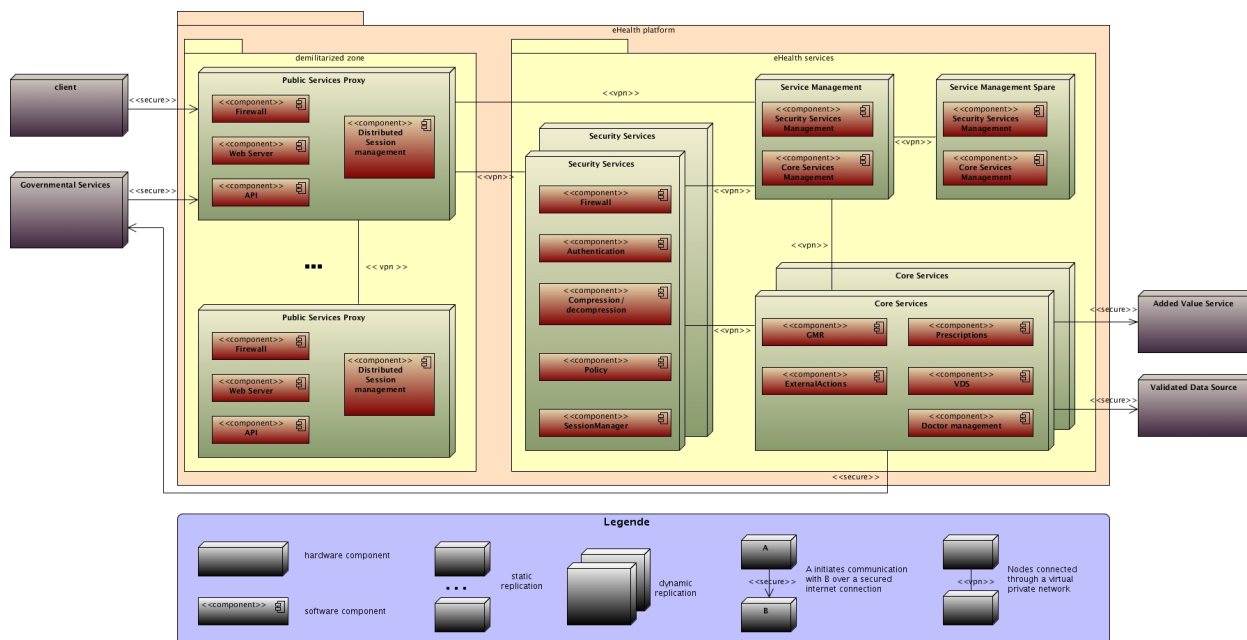 eHealth platform
demilitarized zone
eHealth services
client
<<secure>>
Governmental Services
<<secure>>
Public Services Proxy
<<component>>
Firewall
<<component>>
Web Server
<<component>>
API
<<component>>
Distributed
Session
management
<< vpn >>
Public Services Proxy
<<component>>
Firewall
<<component>>
Web Server
<<component>>
API
<<component>>
Distributed
Session
management
<<vpn>>
<<vpn>>
Security Services
Security Services
<<component>>
Firewall
<<component>>
Authentication
<<component>>
Compression/
decompression
<<component>>
Policy
<<component>>
SessionManager
<<vpn>>
<<vpn>>
Service Management
<<component>>
Security Services
Management
<<component>>
Core Services
Management
<<vpn>>
Service Management Spare
<<component>>
Security Services
Management
<<component>>
Core Services
Management
<<vpn>>
Core Services
Core Services
<<component>>
GMR
<<component>>
Prescriptions
<<component>>
ExternalActions
<<component>>
VDS
<<component>>
Doctor management
<<secure>>
Added Value Service
<<secure>>
Validated Data Source
<<secure>>
Legende
hardware component
<<component>>
software component
static
replication
dynamic
replication
A
<<secure>>
B
A initiates communication
with B over a secured
internet connection
<<vpn>>
Nodes connected
through a virtual
private network